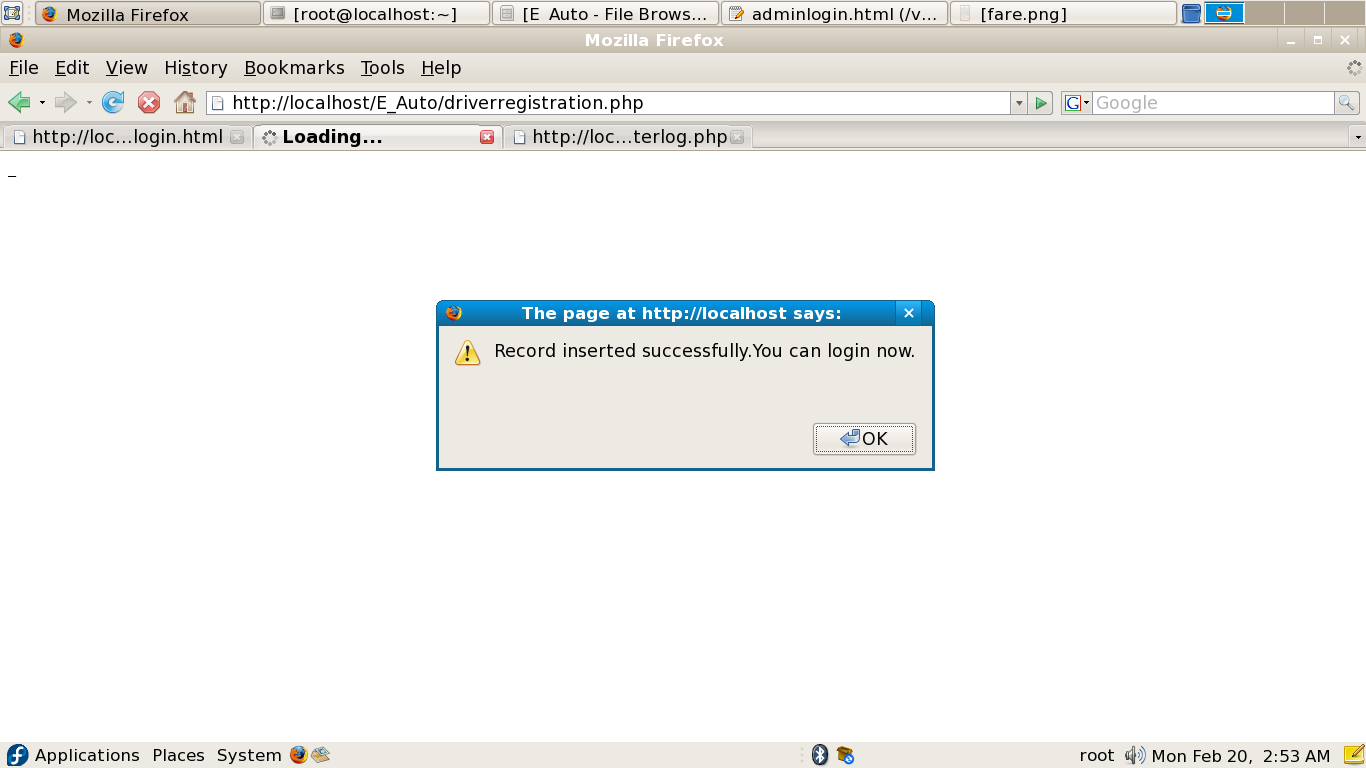 Mozilla Firefox
[root@localhost:~]
[E_Auto - File Brows...
adminlogin.html (/v...
[fare.png]
Mozilla Firefox
File Edit View History Bookmarks Tools Help
http://localhost/E_Auto/driverregistration.php
G
Google
http://loc...login.html
Loading...
http://loc...terlog.php
_
The page at http://localhost says:
Record inserted successfully.You can login now.
OK
Applications Places System
root
Mon Feb 20, 2:53 AM